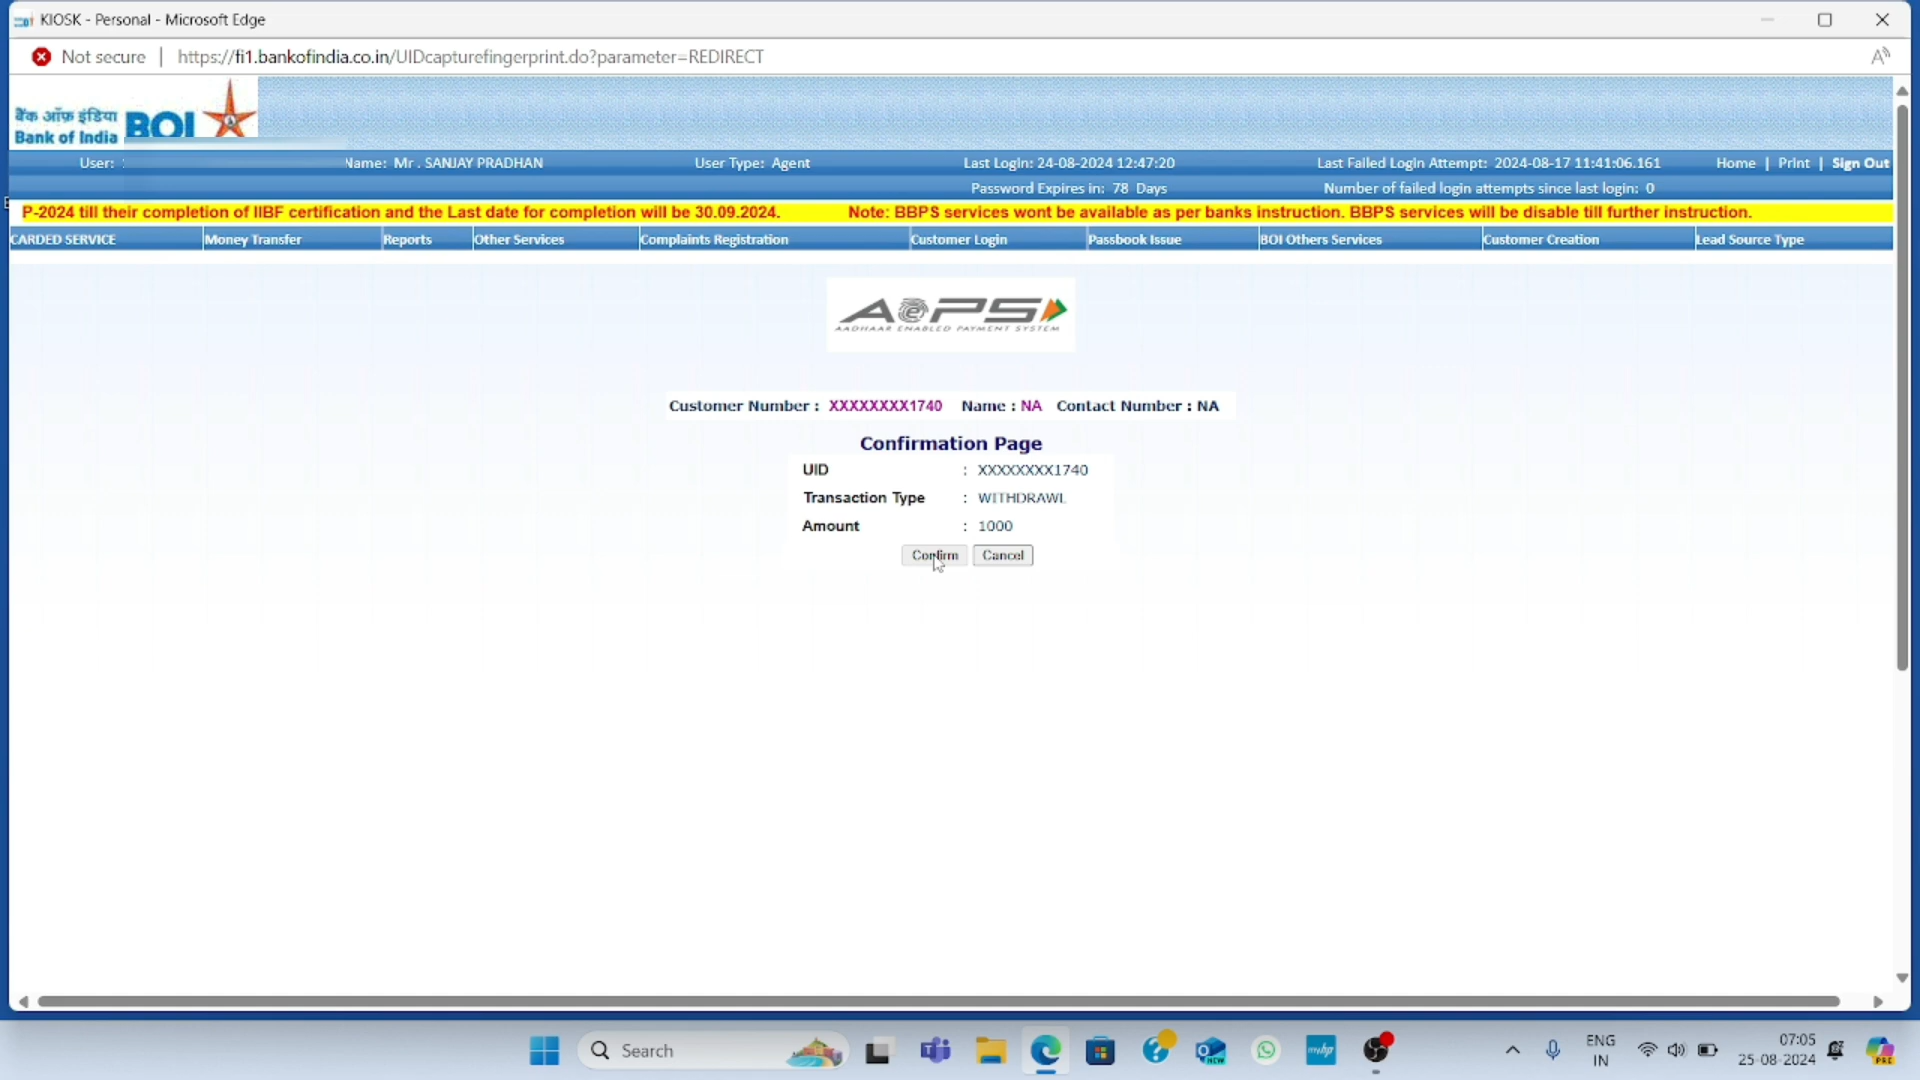 KIOSK - Personal - Microsoft Edge
Not secure | https://fi1.bankofindia.co.in/UIDcapturefingerprint.do?parameter=REDIRECT
बैंक ऑफ़ इंडिया
Bank of India BOI
User: : Name: Mr . SANJAY PRADHAN User Type: Agent Last Login: 24-08-2024 12:47:20 Last Failed Login Attempt: 2024-08-17 11:41:06.161 Home | Print | Sign Out
Password Expires in: 78 Days Number of failed login attempts since last login: 0
P-2024 till their completion of IIBF certification and the Last date for completion will be 30.09.2024. Note: BBPS services wont be available as per banks instruction. BBPS services will be disable till further instruction.
CARDED SERVICE Money Transfer Reports Other Services Complaints Registration Customer Login Passbook Issue BOI Others Services Customer Creation Lead Source Type
AePS
AADHAAR ENABLED PAYMENT SYSTEM
Customer Number : XXXXXXXX1740 Name : NA Contact Number : NA
Confirmation Page
UID : XXXXXXXX1740
Transaction Type : WITHDRAWL
Amount : 1000
Confirm Cancel
Search NEW myhp ENG 07:05
IN 25-08-2024 PRE